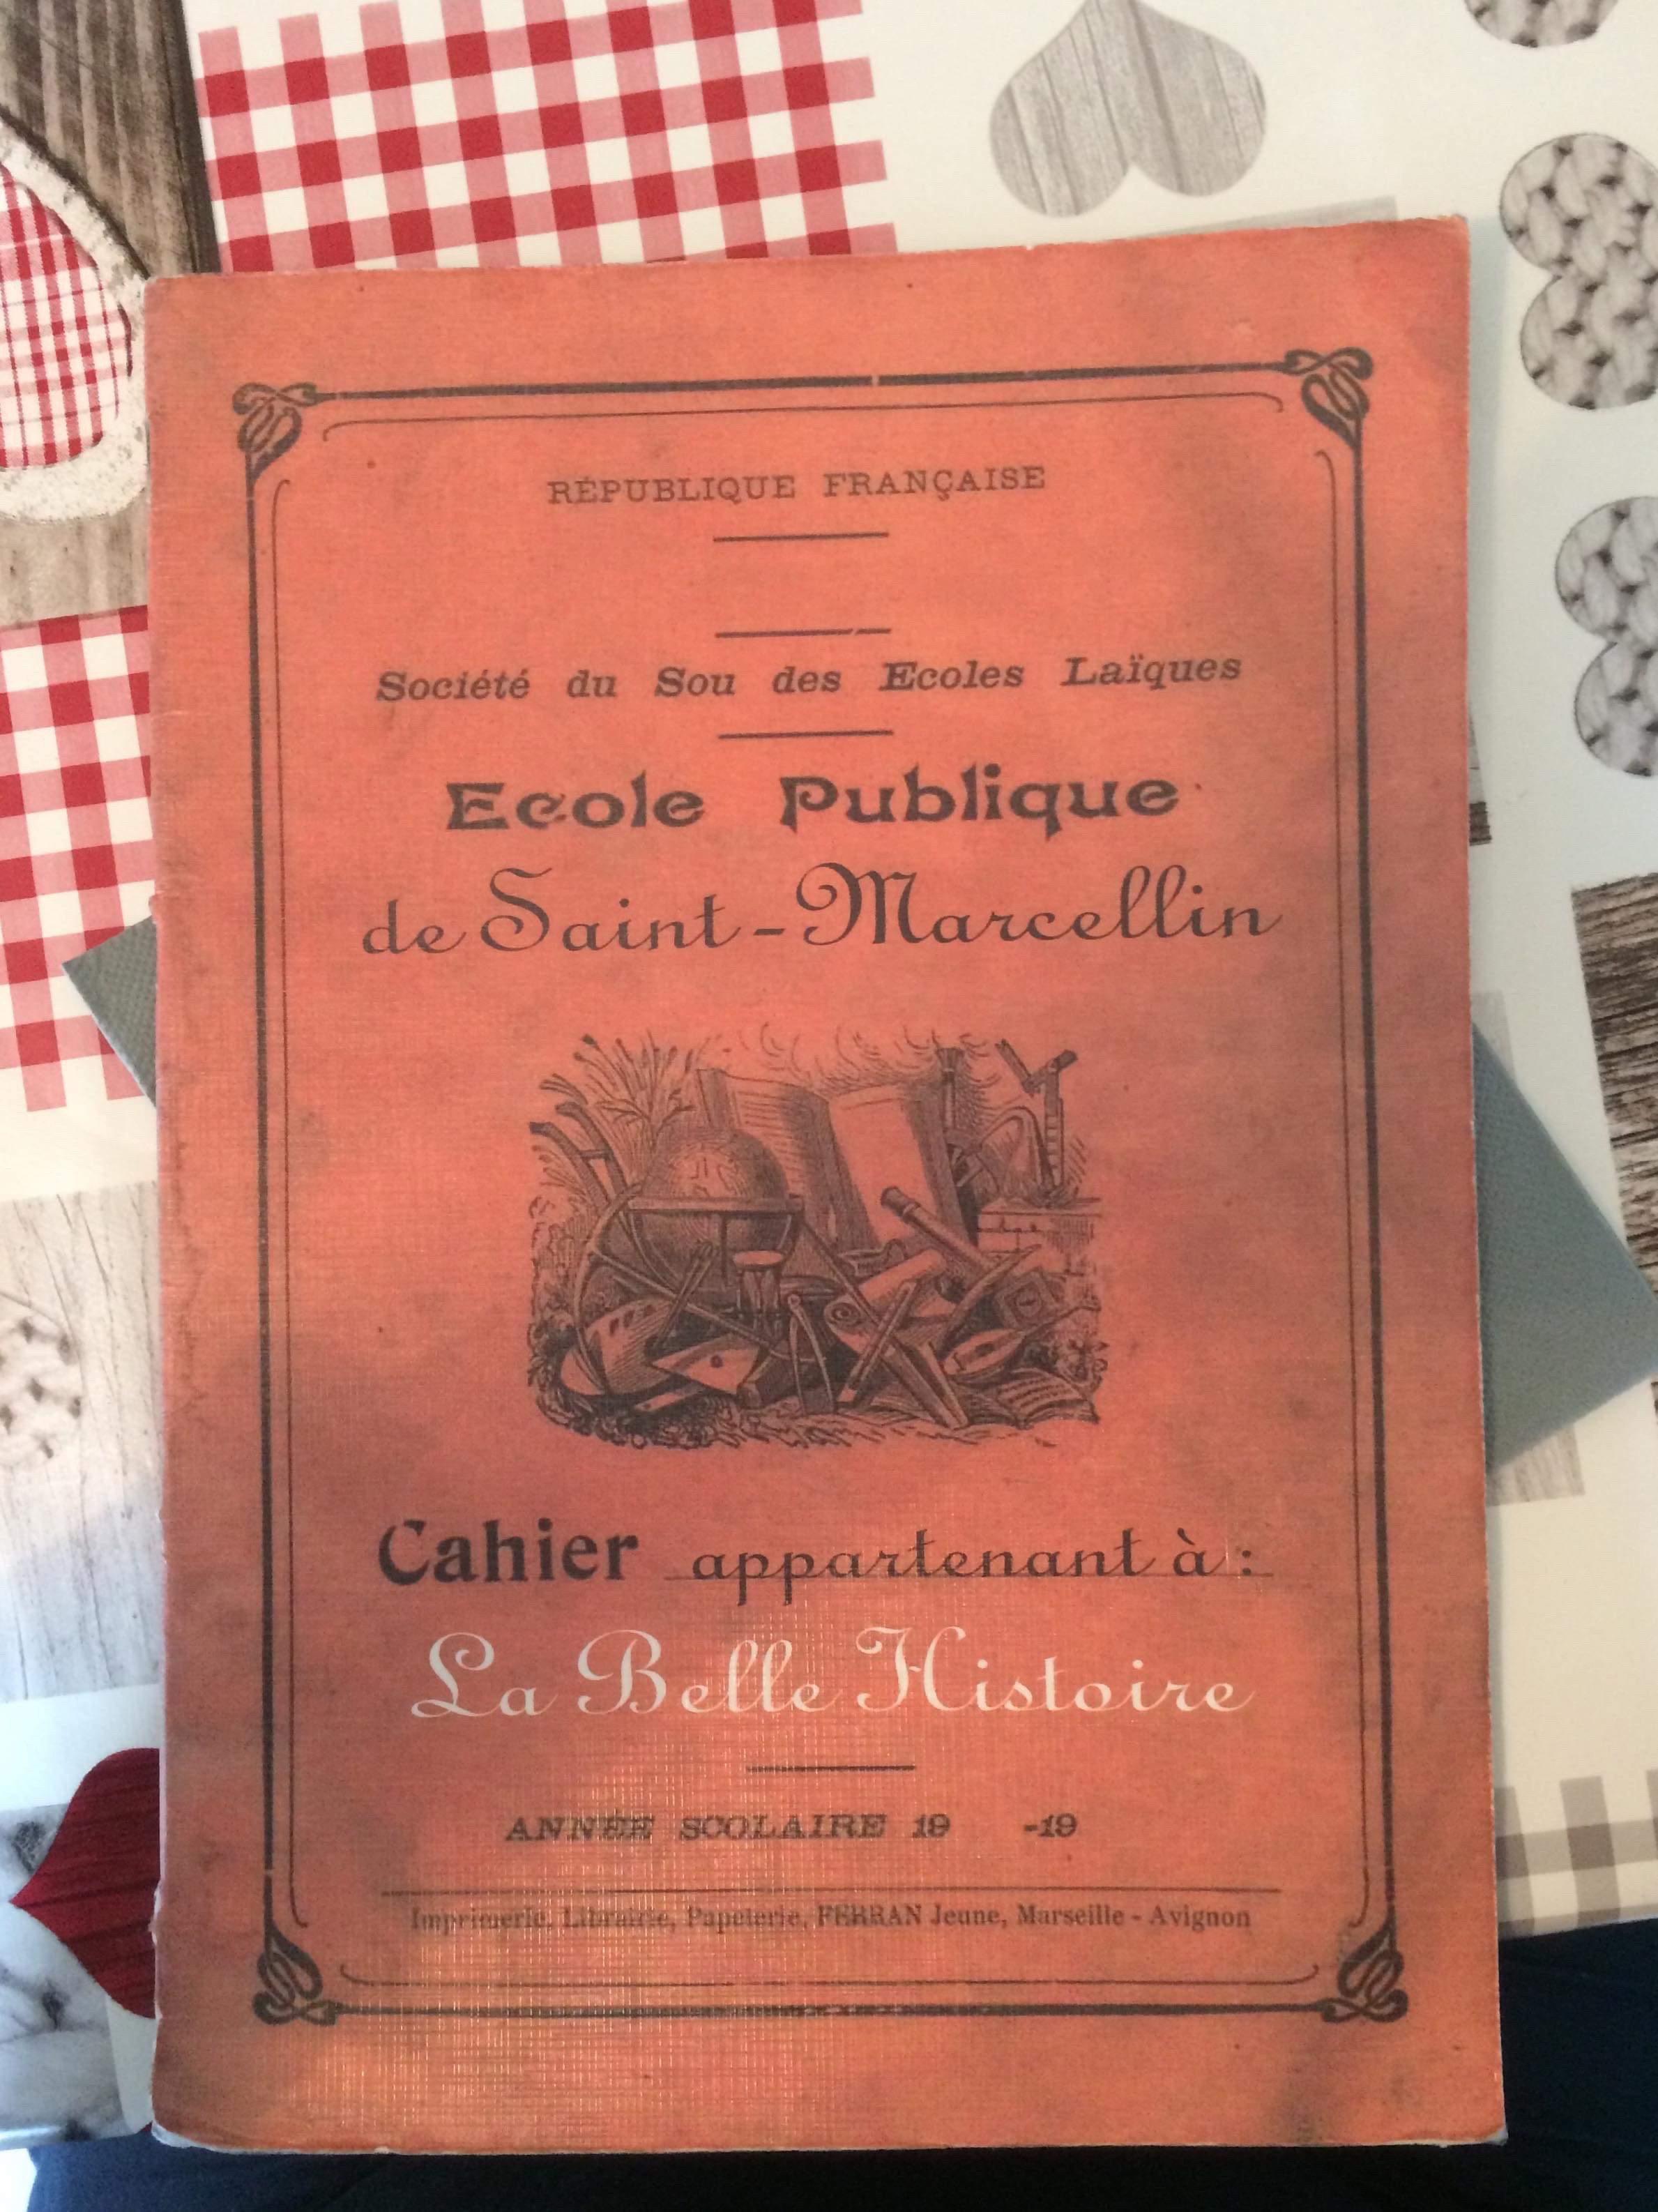 RÉPUBLIQUE FRANÇAISE
Société du Sou des Ecoles Laïques
Ecole Publique
de Saint-Marcellin
Cahier appartenant à :
La Belle Histoire
ANNÉE SCOLAIRE 19 -19
Imprimerie, Librairie, Papeterie, FERRAN Jeune, Marseille - Avignon